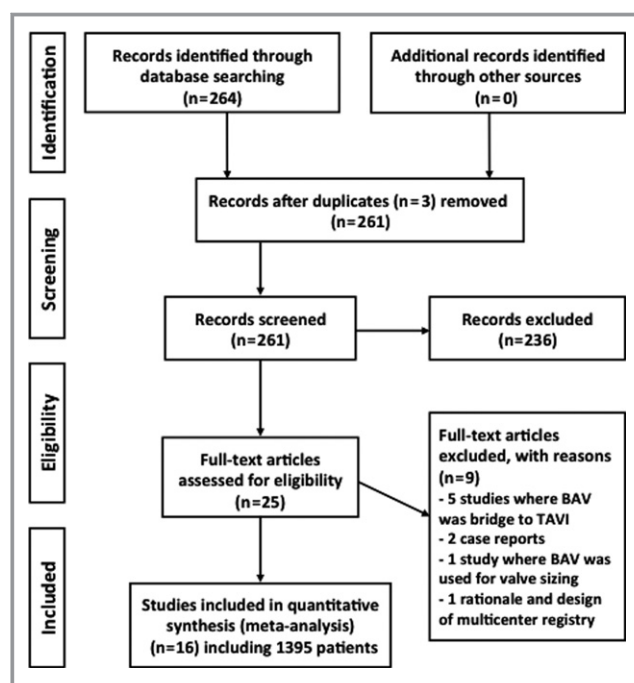 Identification
Records identified through
database searching
(n=264)
Additional records identified
through other sources
(n=0)
Screening
Records after duplicates (n=3) removed
(n=261)
Records screened
(n=261)
Records excluded
(n=236)
Eligibility
Full-text articles
assessed for eligibility
(n=25)
Full-text articles
excluded, with reasons
(n=9)
- 5 studies where BAV
was bridge to TAVI
- 2 case reports
- 1 study where BAV was
used for valve sizing
- 1 rationale and design
of multicenter registry
Included
Studies included in quantitative
synthesis (meta-analysis)
(n=16) including 1395 patients